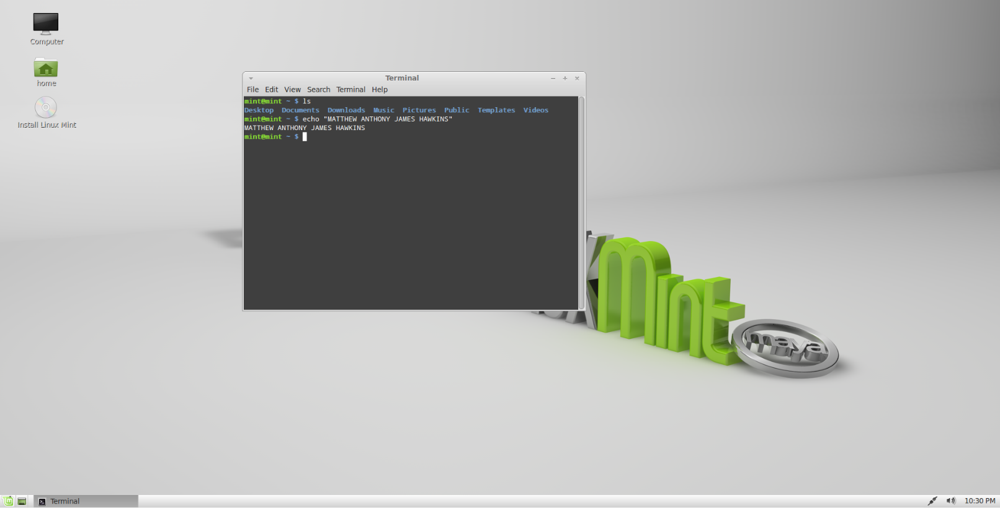 Computer
home
Install Linux Mint
Terminal
File Edit View Search Terminal Help
mint@mint ~ $ ls
Desktop Documents Downloads Music Pictures Public Templates Videos
mint@mint ~ $ echo "MATTHEW ANTHONY JAMES HAWKINS"
MATTHEW ANTHONY JAMES HAWKINS
mint@mint ~ $
Mint
maya
Terminal
10:30 PM